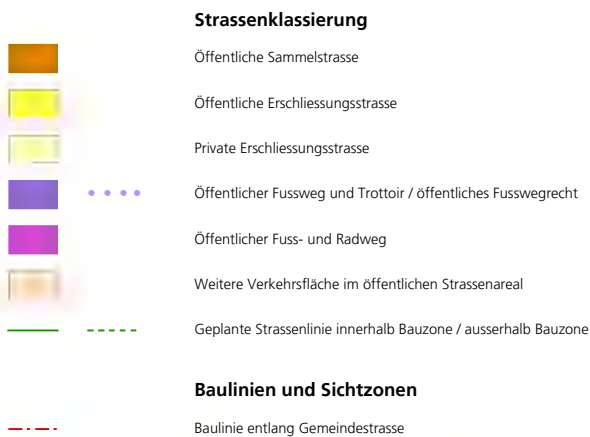 Strassenklassierung
Öffentliche Sammelstrasse
Öffentliche Erschliessungsstrasse
Private Erschliessungsstrasse
Öffentlicher Fussweg und Trottoir / öffentliches Fusswegrecht
Öffentlicher Fuss- und Radweg
Weitere Verkehrsfläche im öffentlichen Strassenareal
Geplante Strassenlinie innerhalb Bauzone / ausserhalb Bauzone
Baulinien und Sichtzonen
Baulinie entlang Gemeindestrasse